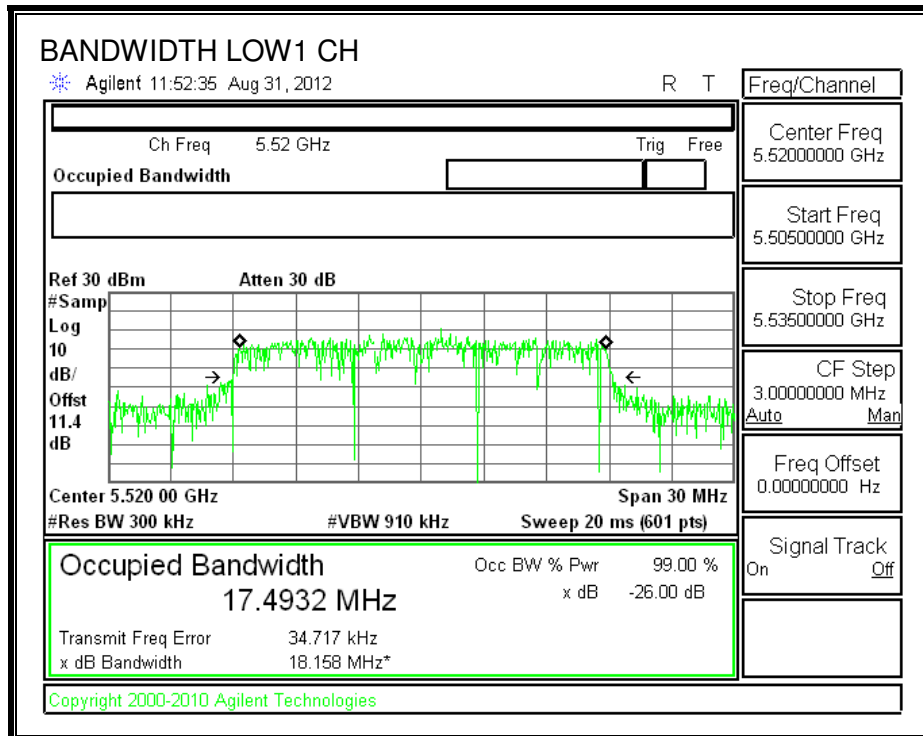 BANDWIDTH LOW1 CH
Agilent 11:52:35 Aug 31, 2012 R T
Ch Freq 5.52 GHz Trig Free
Occupied Bandwidth
Ref 30 dBm Atten 30 dB
#Samp
Log
10
dB/
Offst
11.4
dB
Center 5.520 00 GHz Span 30 MHz
#Res BW 300 kHz #VBW 910 kHz Sweep 20 ms (601 pts)
Occupied Bandwidth Occ BW % Pwr 99.00 %
17.4932 MHz x dB -26.00 dB
Transmit Freq Error 34.717 kHz
x dB Bandwidth 18.158 MHz*
Copyright 2000-2010 Agilent Technologies
Freq/Channel
Center Freq
5.52000000 GHz
Start Freq
5.50500000 GHz
Stop Freq
5.53500000 GHz
CF Step
3.00000000 MHz
Auto Man
Freq Offset
0.00000000 Hz
Signal Track
On Off